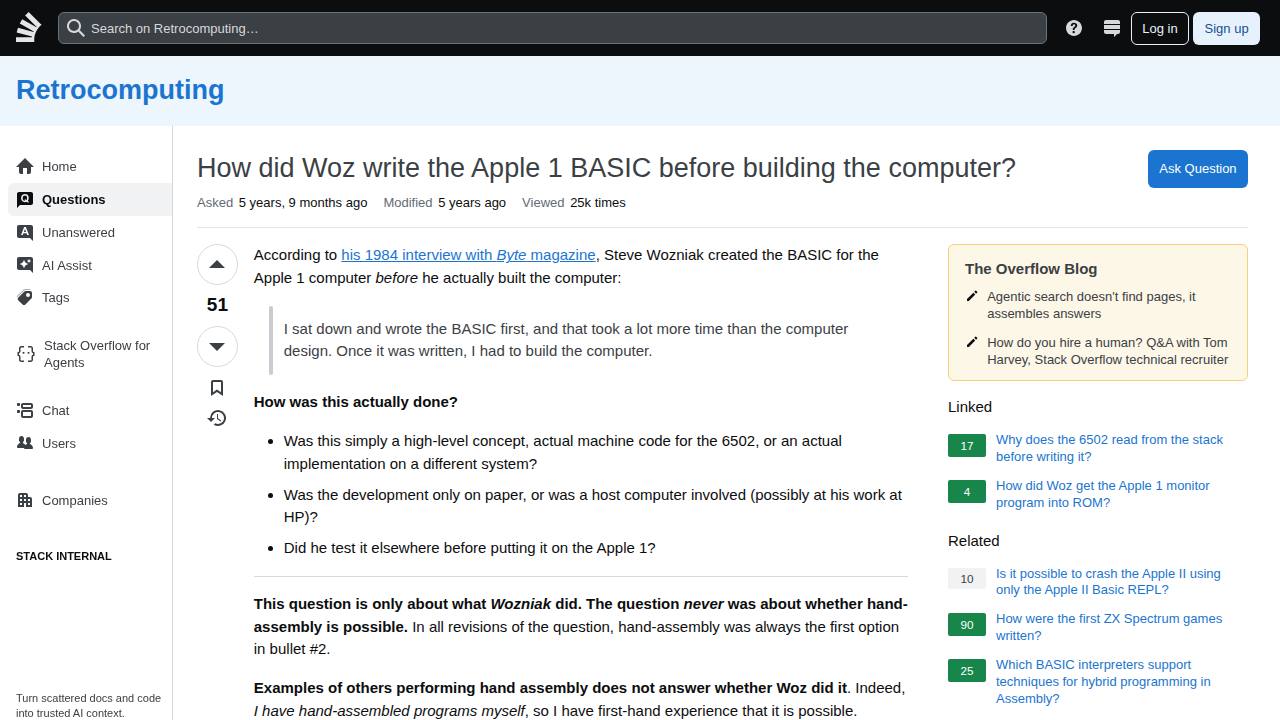 Search on Retrocomputing…
Log in
Sign up
Retrocomputing
Home
Questions
Unanswered
AI Assist
Tags
Stack Overflow for
Agents
Chat
Users
Companies
STACK INTERNAL
Turn scattered docs and code
into trusted AI context.
How did Woz write the Apple 1 BASIC before building the computer?
Ask Question
Asked 5 years, 9 months ago Modified 5 years ago Viewed 25k times
51
According to his 1984 interview with Byte magazine, Steve Wozniak created the BASIC for the
Apple 1 computer before he actually built the computer:
I sat down and wrote the BASIC first, and that took a lot more time than the computer
design. Once it was written, I had to build the computer.
How was this actually done?
• Was this simply a high-level concept, actual machine code for the 6502, or an actual
implementation on a different system?
• Was the development only on paper, or was a host computer involved (possibly at his work at
HP)?
• Did he test it elsewhere before putting it on the Apple 1?
This question is only about what Wozniak did. The question never was about whether hand-
assembly is possible. In all revisions of the question, hand-assembly was always the first option
in bullet #2.
Examples of others performing hand assembly does not answer whether Woz did it. Indeed,
I have hand-assembled programs myself, so I have first-hand experience that it is possible.
The Overflow Blog
Agentic search doesn't find pages, it
assembles answers
How do you hire a human? Q&A with Tom
Harvey, Stack Overflow technical recruiter
Linked
17 Why does the 6502 read from the stack
before writing it?
4 How did Woz get the Apple 1 monitor
program into ROM?
Related
10 Is it possible to crash the Apple II using
only the Apple II Basic REPL?
90 How were the first ZX Spectrum games
written?
25 Which BASIC interpreters support
techniques for hybrid programming in
Assembly?